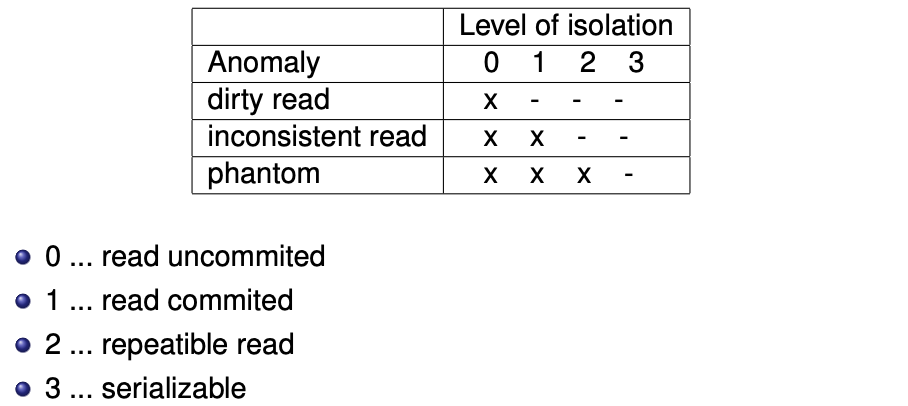 Level of isolation
Anomaly 0 1 2 3
dirty read x - - -
inconsistent read x x - -
phantom x x x -
0 ... read uncommited
1 ... read commited
2 ... repeatible read
3 ... serializable